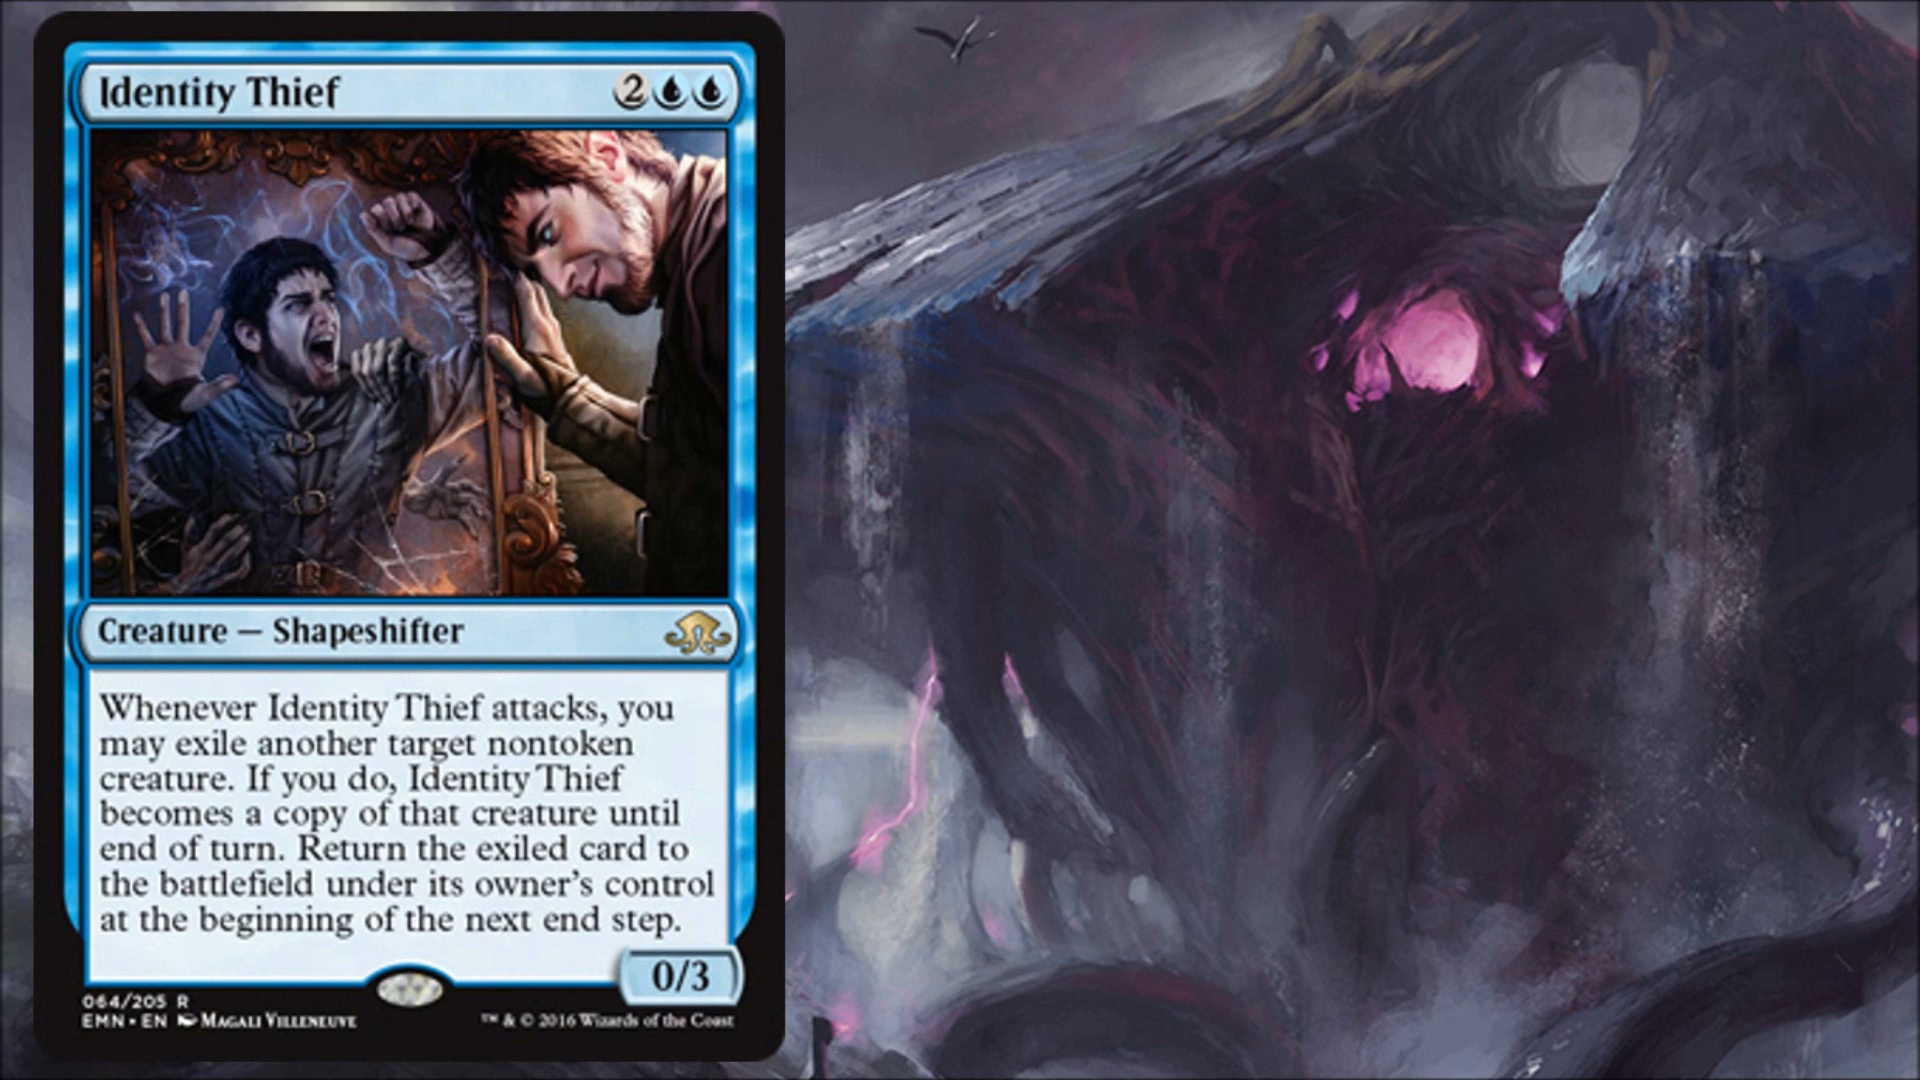 Identity Thief 2
Creature — Shapeshifter
Whenever Identity Thief attacks, you
may exile another target nontoken
creature. If you do, Identity Thief
becomes a copy of that creature until
end of turn. Return the exiled card to
the battlefield under its owner's control
at the beginning of the next end step.
0/3
064/205 R
EMN • EN MAGALI VILLENEUVE
™ & © 2016 Wizards of the Coast